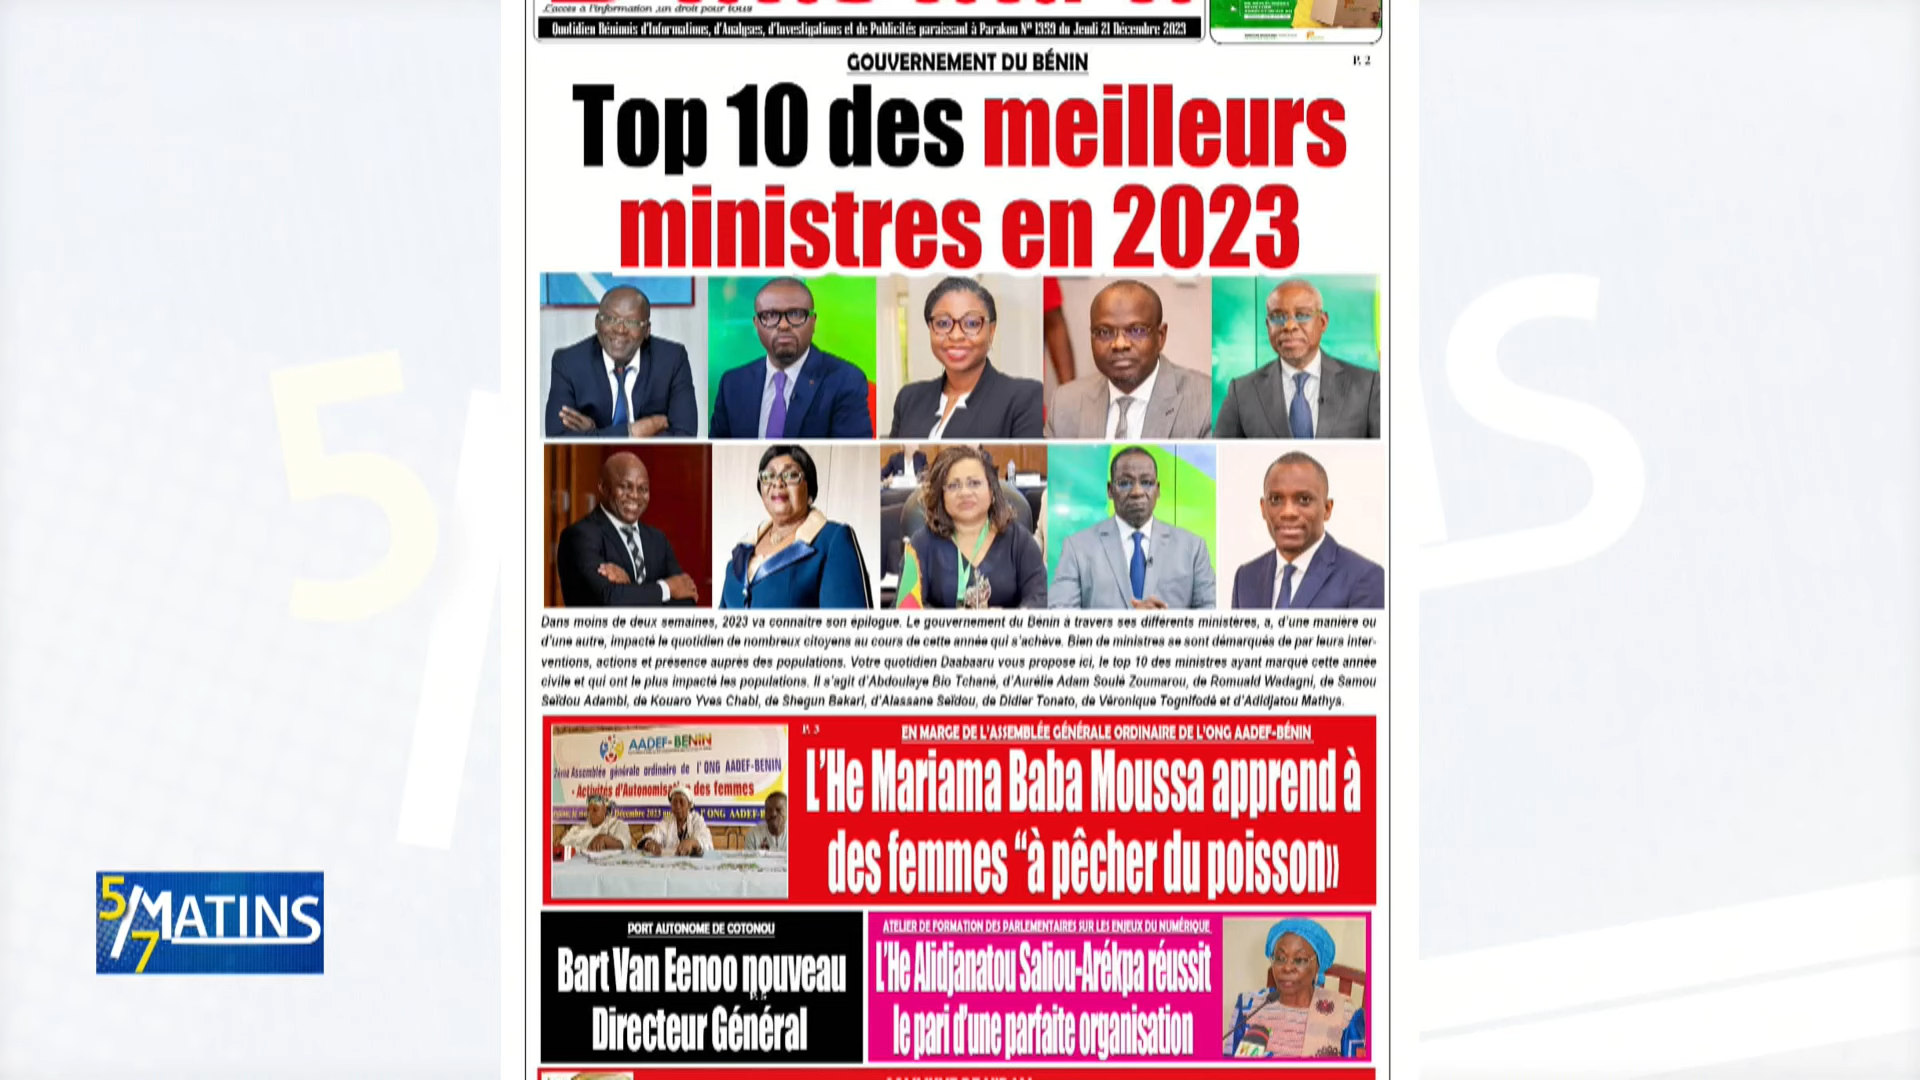 L'accès à l'information ,un droit pour tous
Quotidien Béninois d'Informations, d'Analyses, d'Investigations et de Publicités paraissant à Parakou N° 1359 du Jeudi 21 Décembre 2023
GOUVERNEMENT DU BÉNIN
P. 2
Top 10 des meilleurs
ministres en 2023
Dans moins de deux semaines, 2023 va connaitre son épilogue. Le gouvernement du Bénin à travers ses différents ministères, a, d'une manière ou
d'une autre, impacté le quotidien de nombreux citoyens au cours de cette année qui s'achève. Bien de ministres se sont démarqués de par leurs inter-
ventions, actions et présence auprès des populations. Votre quotidien Daabaaru vous propose ici, le top 10 des ministres ayant marqué cette année
civile et qui ont le plus impacté les populations. Il s'agit d'Abdoulaye Bio Tchané, d'Aurélie Adam Soulé Zoumarou, de Romuald Wadagni, de Samou
Seïdou Adambi, de Kouaro Yves Chabi, de Shegun Bakari, d'Alassane Seïdou, de Didier Tonato, de Véronique Tognifodé et d'Adidjatou Mathys.
AADEF-BENIN
2ème Assemblée générale ordinaire de l' ONG AADEF-BENIN
P. 3
EN MARGE DE L'ASSEMBLÉE GÉNÉRALE ORDINAIRE DE L'ONG AADEF-BÉNIN
L'He Mariama Baba Moussa apprend à
des femmes “à pêcher du poisson»
PORT AUTONOME DE COTONOU
Bart Van Eenoo nouveau
Directeur Général
ATELIER DE FORMATION DES PARLEMENTAIRES SUR LES ENJEUX DU NUMÉRIQUE
L'He Alidjanatou Saliou-Arékpa réussit
le pari d'une parfaite organisation
5/7 MATINS